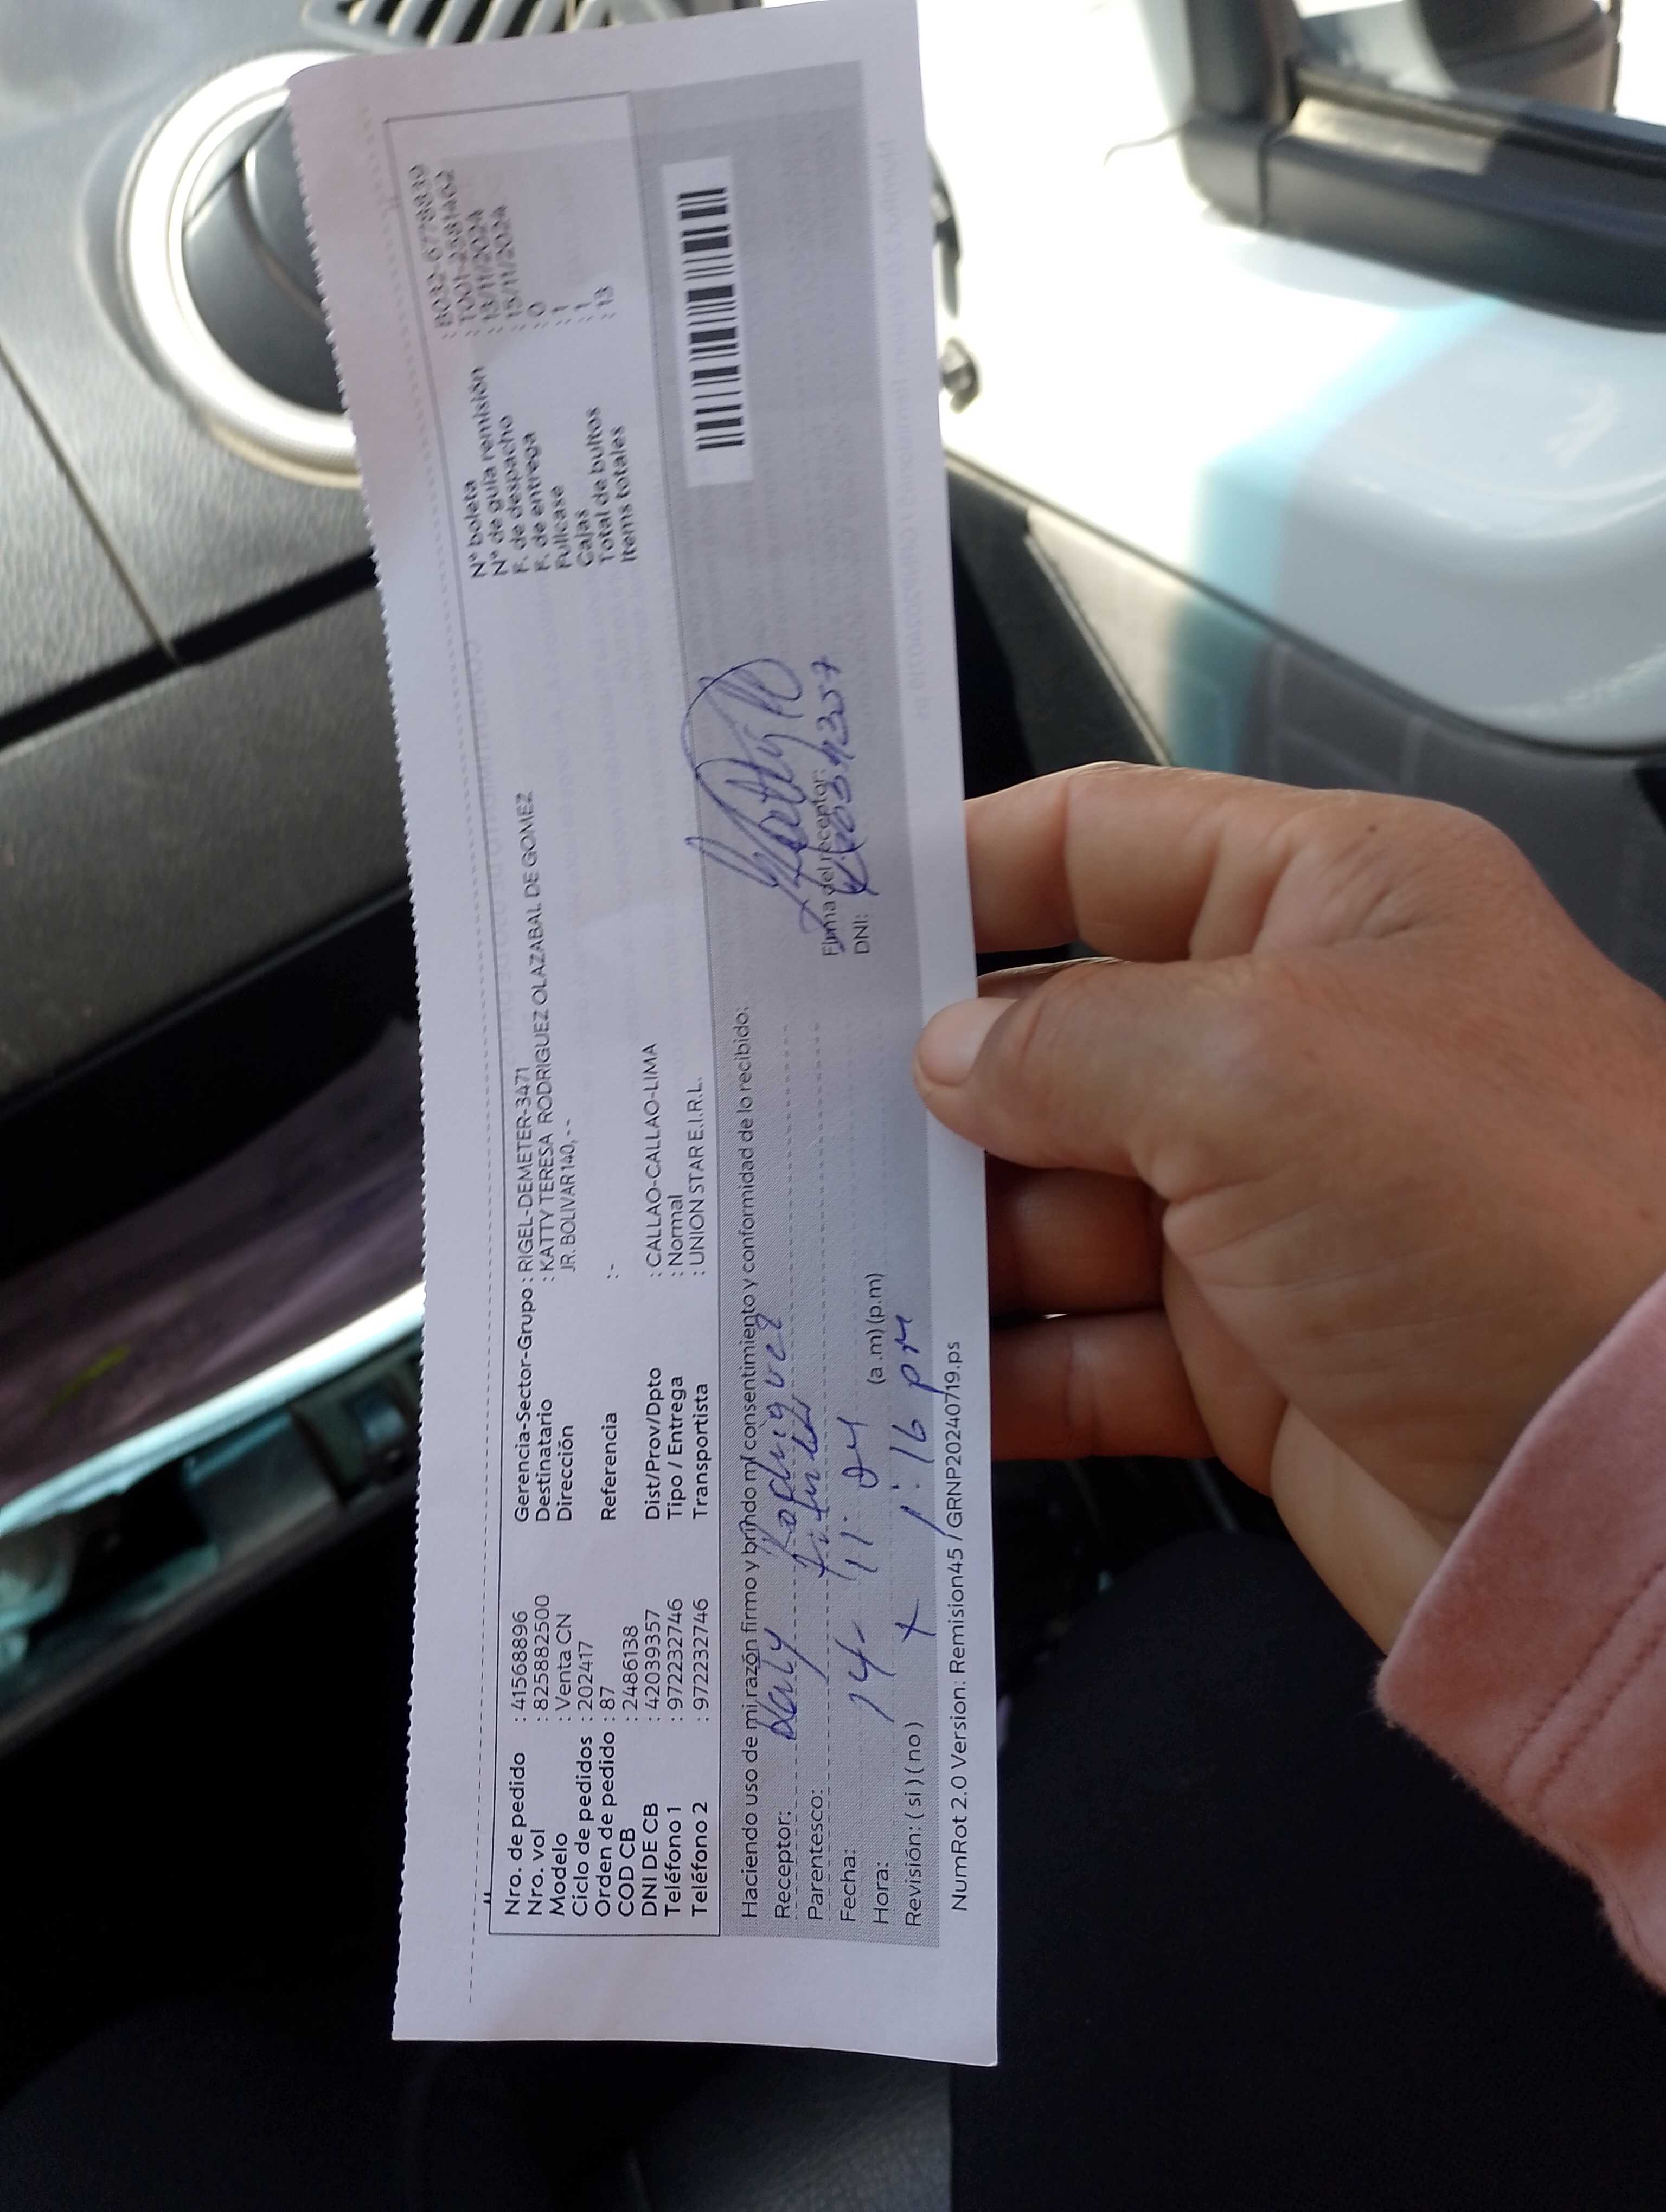 Nro. de pedido : 41568896
Nro. vol : 825882500
Modelo : Venta CN
Ciclo de pedidos : 202417
Orden de pedido : 87
COD CB : 2486138
DNI DE CB : 42039357
Teléfono 1 : 972232746
Teléfono 2 : 972232746
Gerencia-Sector-Grupo : RIGEL-DEMETER-3471
Destinatario : KATTY TERESA RODRIGUEZ OLAZABAL DE GOMEZ
Dirección JR. BOLIVAR 140, --
Referencia :-
Dist/Prov/Dpto : CALLAO-CALLAO-LIMA
Tipo / Entrega : Normal
Transportista : UNION STAR E.I.R.L.
N° boleta
N° de guía remisión : T001-
F. de despacho : 13/11/2024
F. de entrega : 15/11/2024
Fullcase : 0
Cajas : 1
Total de bultos : 1
Items totales : 13
Haciendo uso de mi razón firmo y brindo mi consentimiento y conformidad de lo recibido:
Receptor: Rodriguez
Parentesco:
Fecha: 14- 11- 24
Hora: 1:16 pm (a.m) (p.m)
Revisión: ( si ) ( no )
Firma del receptor:
DNI:
NumRot 2.0 Version: Remision45 / GRNP20240719.ps